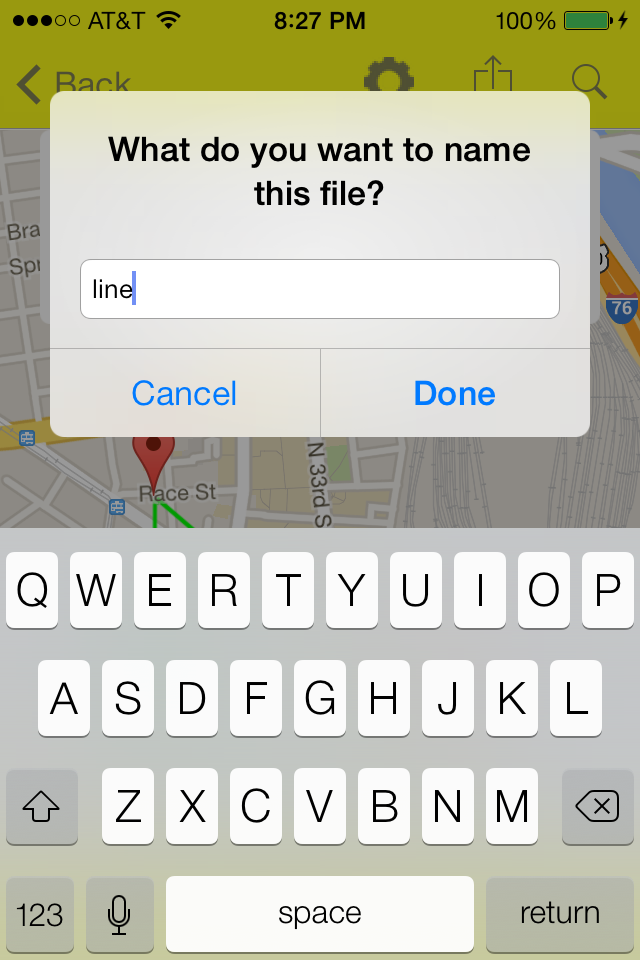 AT&T 8:27 PM 100%
Back
What do you want to name
this file?
line
Cancel Done
Bra
Spr
76
Race St
N 33rd S
Q W E R T Y U I O P
A S D F G H J K L
Z X C V B N M
123 space return